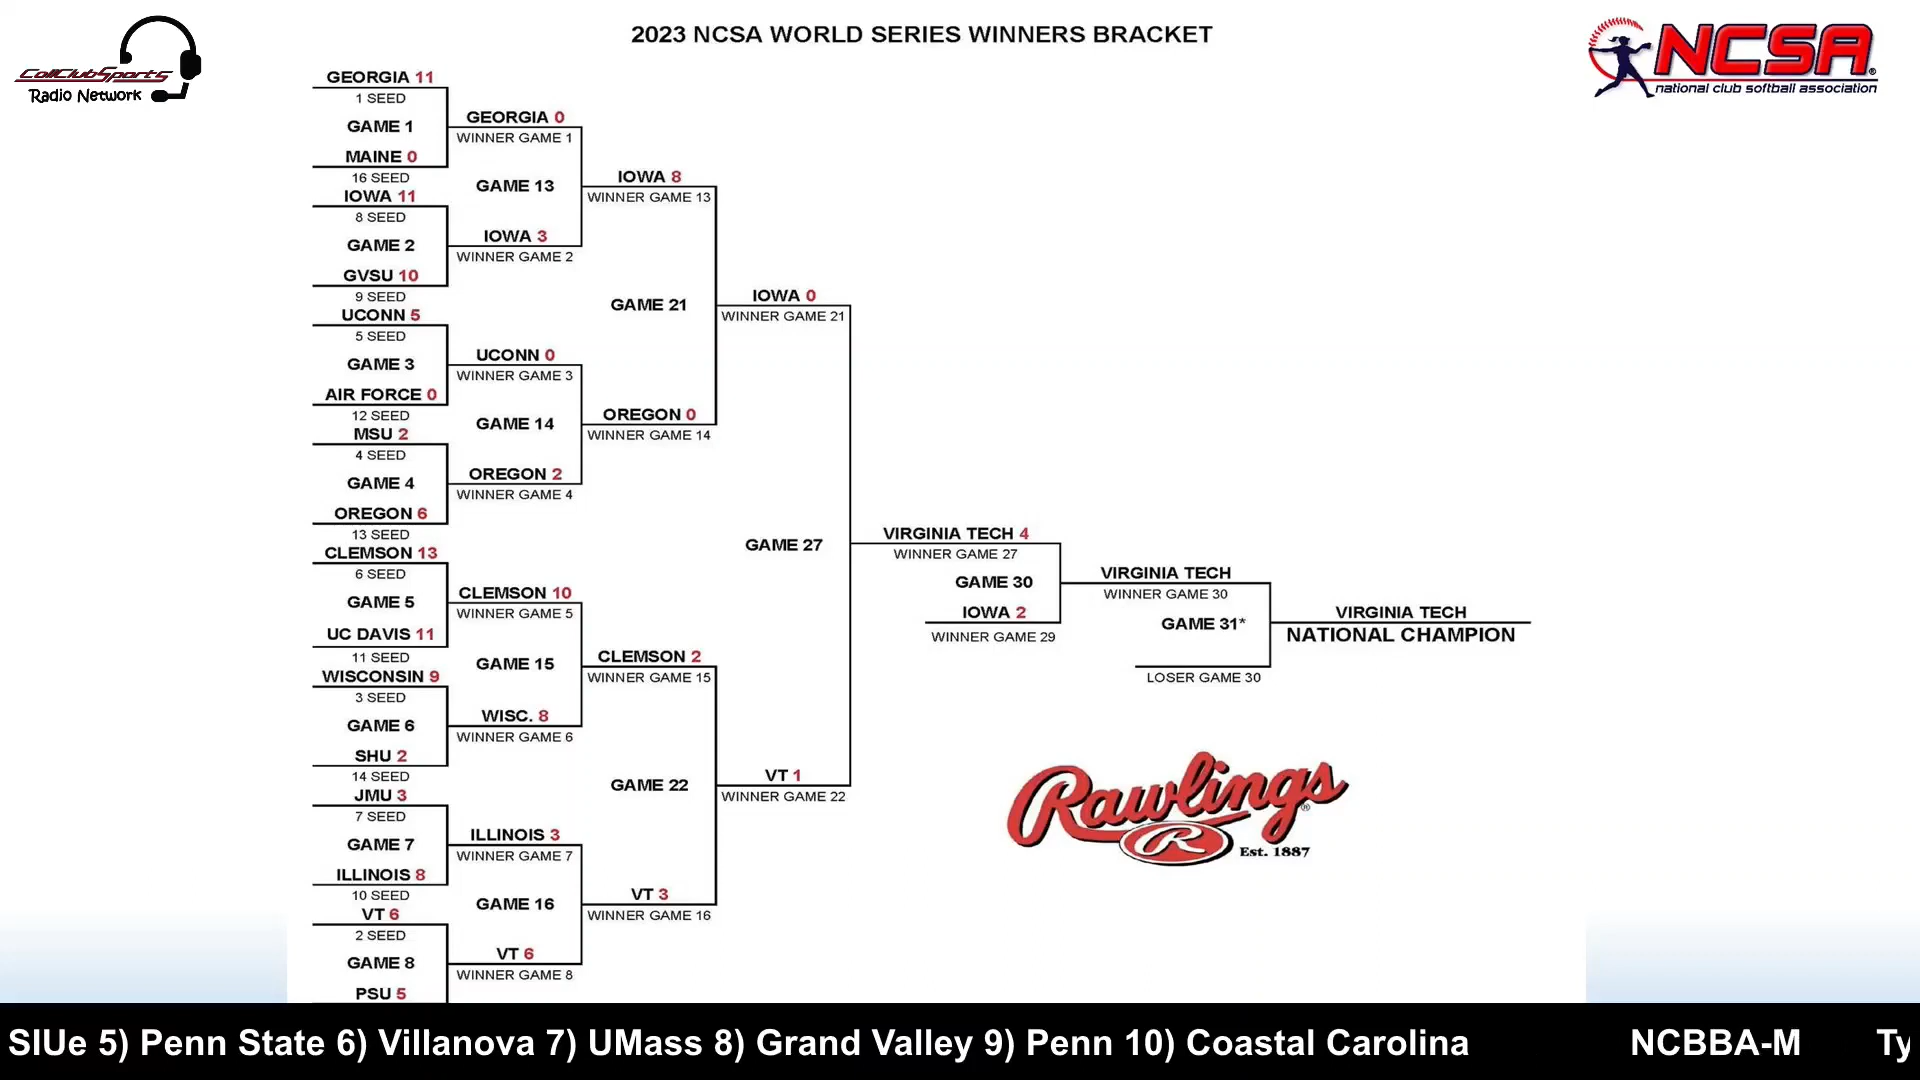 CollClubSports
Radio Network
2023 NCSA WORLD SERIES WINNERS BRACKET
NCSA®
national club softball association
GEORGIA 11
1 SEED
GAME 1
MAINE 0
16 SEED
IOWA 11
8 SEED
GAME 2
GVSU 10
9 SEED
UCONN 5
5 SEED
GAME 3
AIR FORCE 0
12 SEED
MSU 2
4 SEED
GAME 4
OREGON 6
13 SEED
CLEMSON 13
6 SEED
GAME 5
UC DAVIS 11
11 SEED
WISCONSIN 9
3 SEED
GAME 6
SHU 2
14 SEED
JMU 3
7 SEED
GAME 7
ILLINOIS 8
10 SEED
VT 6
2 SEED
GAME 8
PSU 5
GEORGIA 0
WINNER GAME 1
GAME 13
IOWA 3
WINNER GAME 2
UCONN 0
WINNER GAME 3
GAME 14
OREGON 2
WINNER GAME 4
CLEMSON 10
WINNER GAME 5
GAME 15
WISC. 8
WINNER GAME 6
ILLINOIS 3
WINNER GAME 7
GAME 16
VT 6
WINNER GAME 8
IOWA 8
WINNER GAME 13
GAME 21
OREGON 0
WINNER GAME 14
CLEMSON 2
WINNER GAME 15
GAME 22
VT 3
WINNER GAME 16
IOWA 0
WINNER GAME 21
GAME 27
VT 1
WINNER GAME 22
VIRGINIA TECH 4
WINNER GAME 27
GAME 30
IOWA 2
WINNER GAME 29
VIRGINIA TECH
WINNER GAME 30
GAME 31*
LOSER GAME 30
VIRGINIA TECH
NATIONAL CHAMPION
Rawlings®
R
Est. 1887
SIUe 5) Penn State 6) Villanova 7) UMass 8) Grand Valley 9) Penn 10) Coastal Carolina NCBBA-M Ty